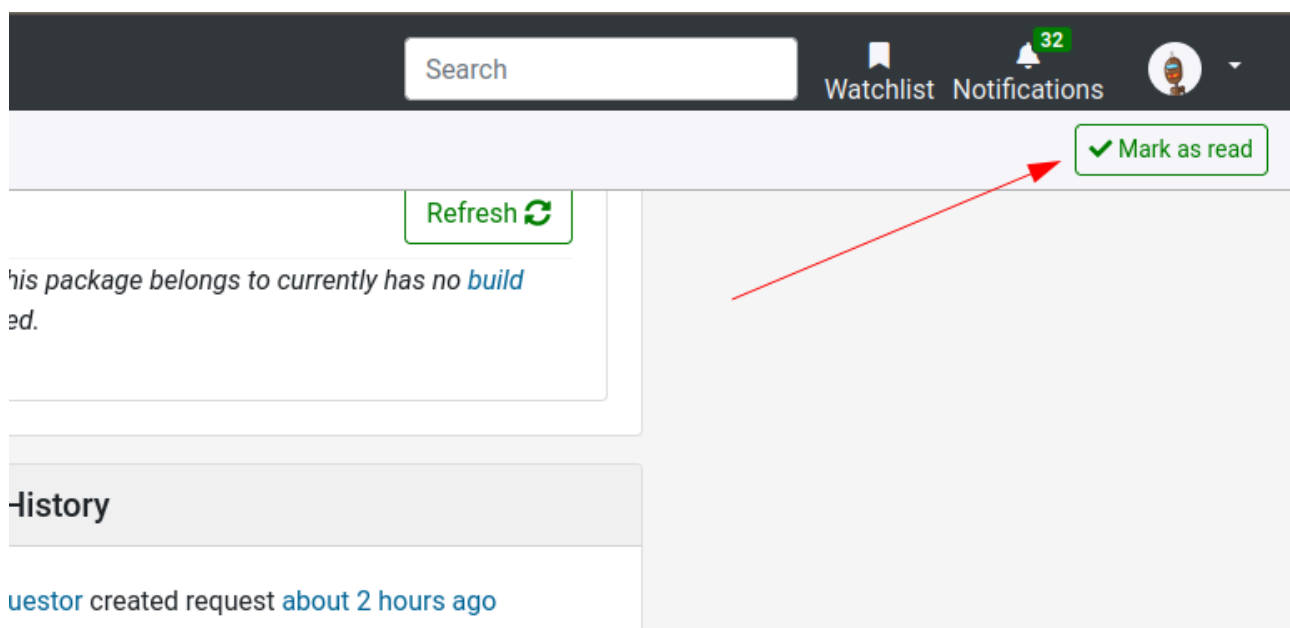 32
Search
Watchlist Notifications
Mark as read
Refresh
his package belongs to currently has no build
ed.
History
uestor created request about 2 hours ago